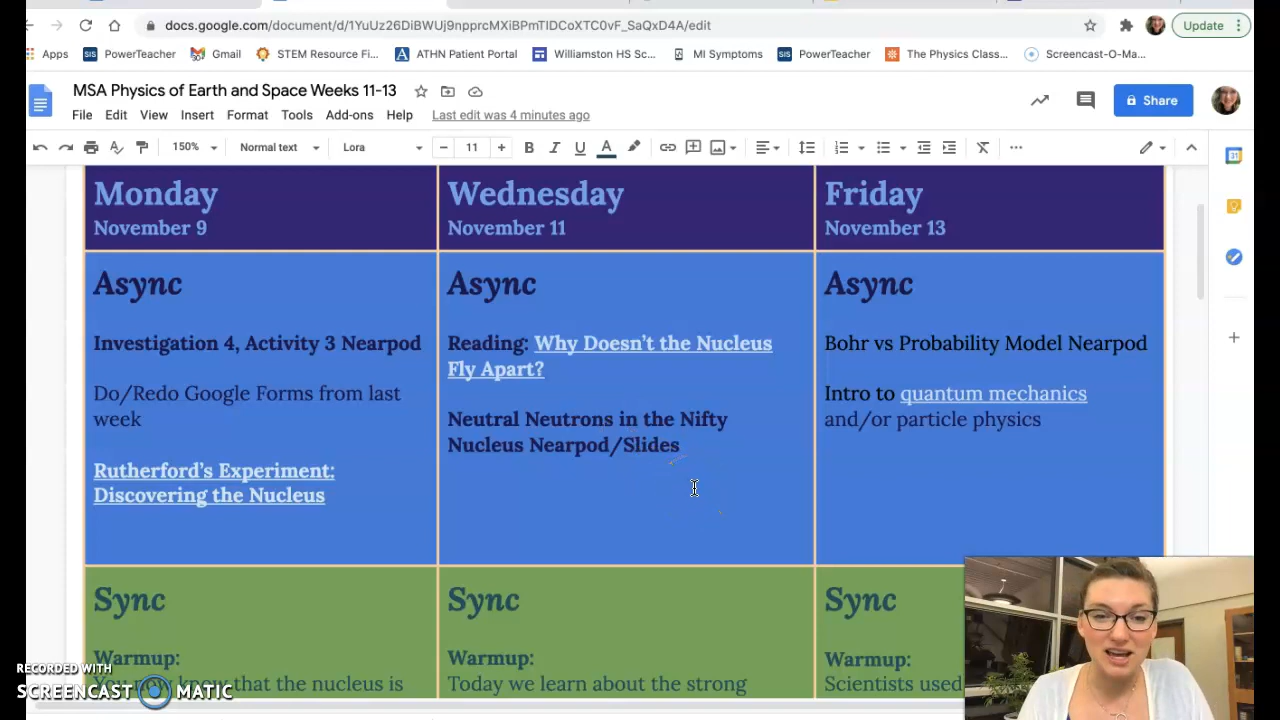 docs.google.com/document/d/1YuUz26DiBWUj9npprcMXiBPmTIDCoXTC0vF_SaQxD4A/edit
Update
Apps
SIS PowerTeacher
Gmail
STEM Resource Fi...
ATHN Patient Portal
Williamston HS Sc...
MI Symptoms
SIS PowerTeacher
The Physics Class...
Screencast-O-Ma...
MSA Physics of Earth and Space Weeks 11-13
Share
File Edit View Insert Format Tools Add-ons Help Last edit was 4 minutes ago
150% Normal text Lora 11 B I U A
31
Monday
November 9
Wednesday
November 11
Friday
November 13
Async
Investigation 4, Activity 3 Nearpod
Do/Redo Google Forms from last
week
Rutherford's Experiment:
Discovering the Nucleus
Async
Reading: Why Doesn't the Nucleus
Fly Apart?
Neutral Neutrons in the Nifty
Nucleus Nearpod/Slides
Async
Bohr vs Probability Model Nearpod
Intro to quantum mechanics
and/or particle physics
Sync
Warmup:
You now know that the nucleus is
Sync
Warmup:
Today we learn about the strong
Sync
Warmup:
Scientists used
RECORDED WITH
SCREENCAST MATIC